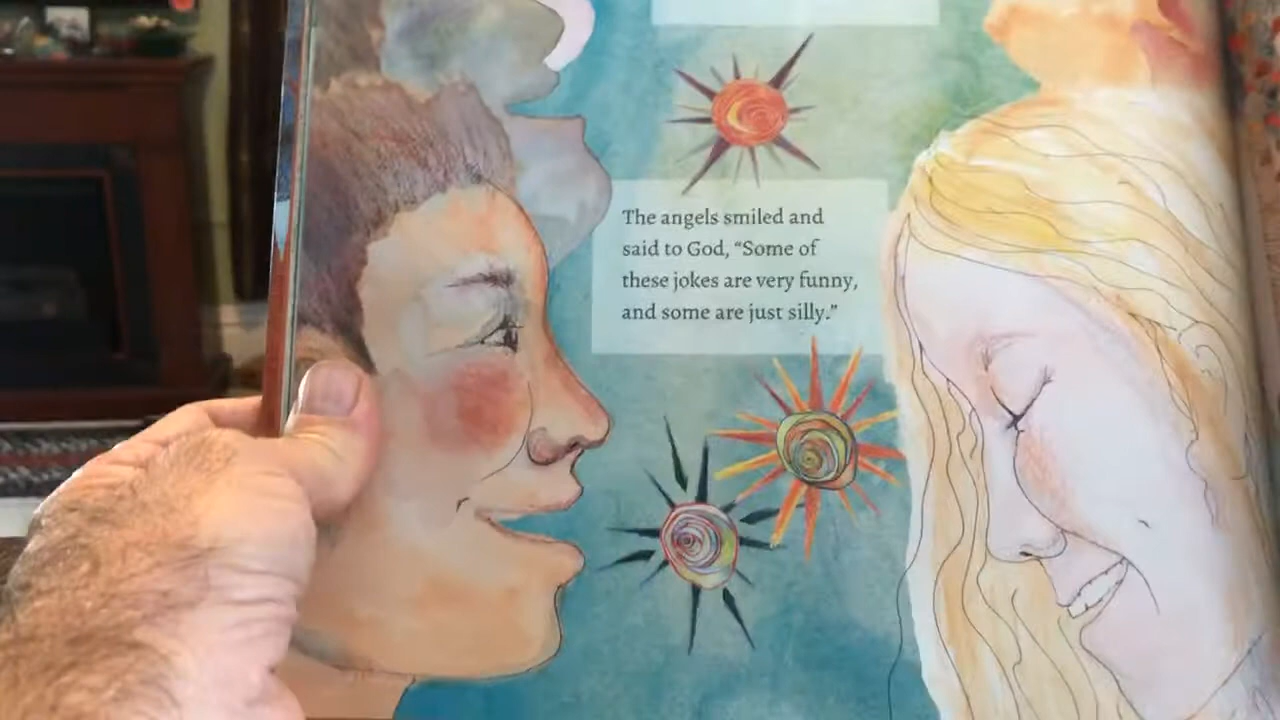 The angels smiled and
said to God, “Some of
these jokes are very funny,
and some are just silly.”